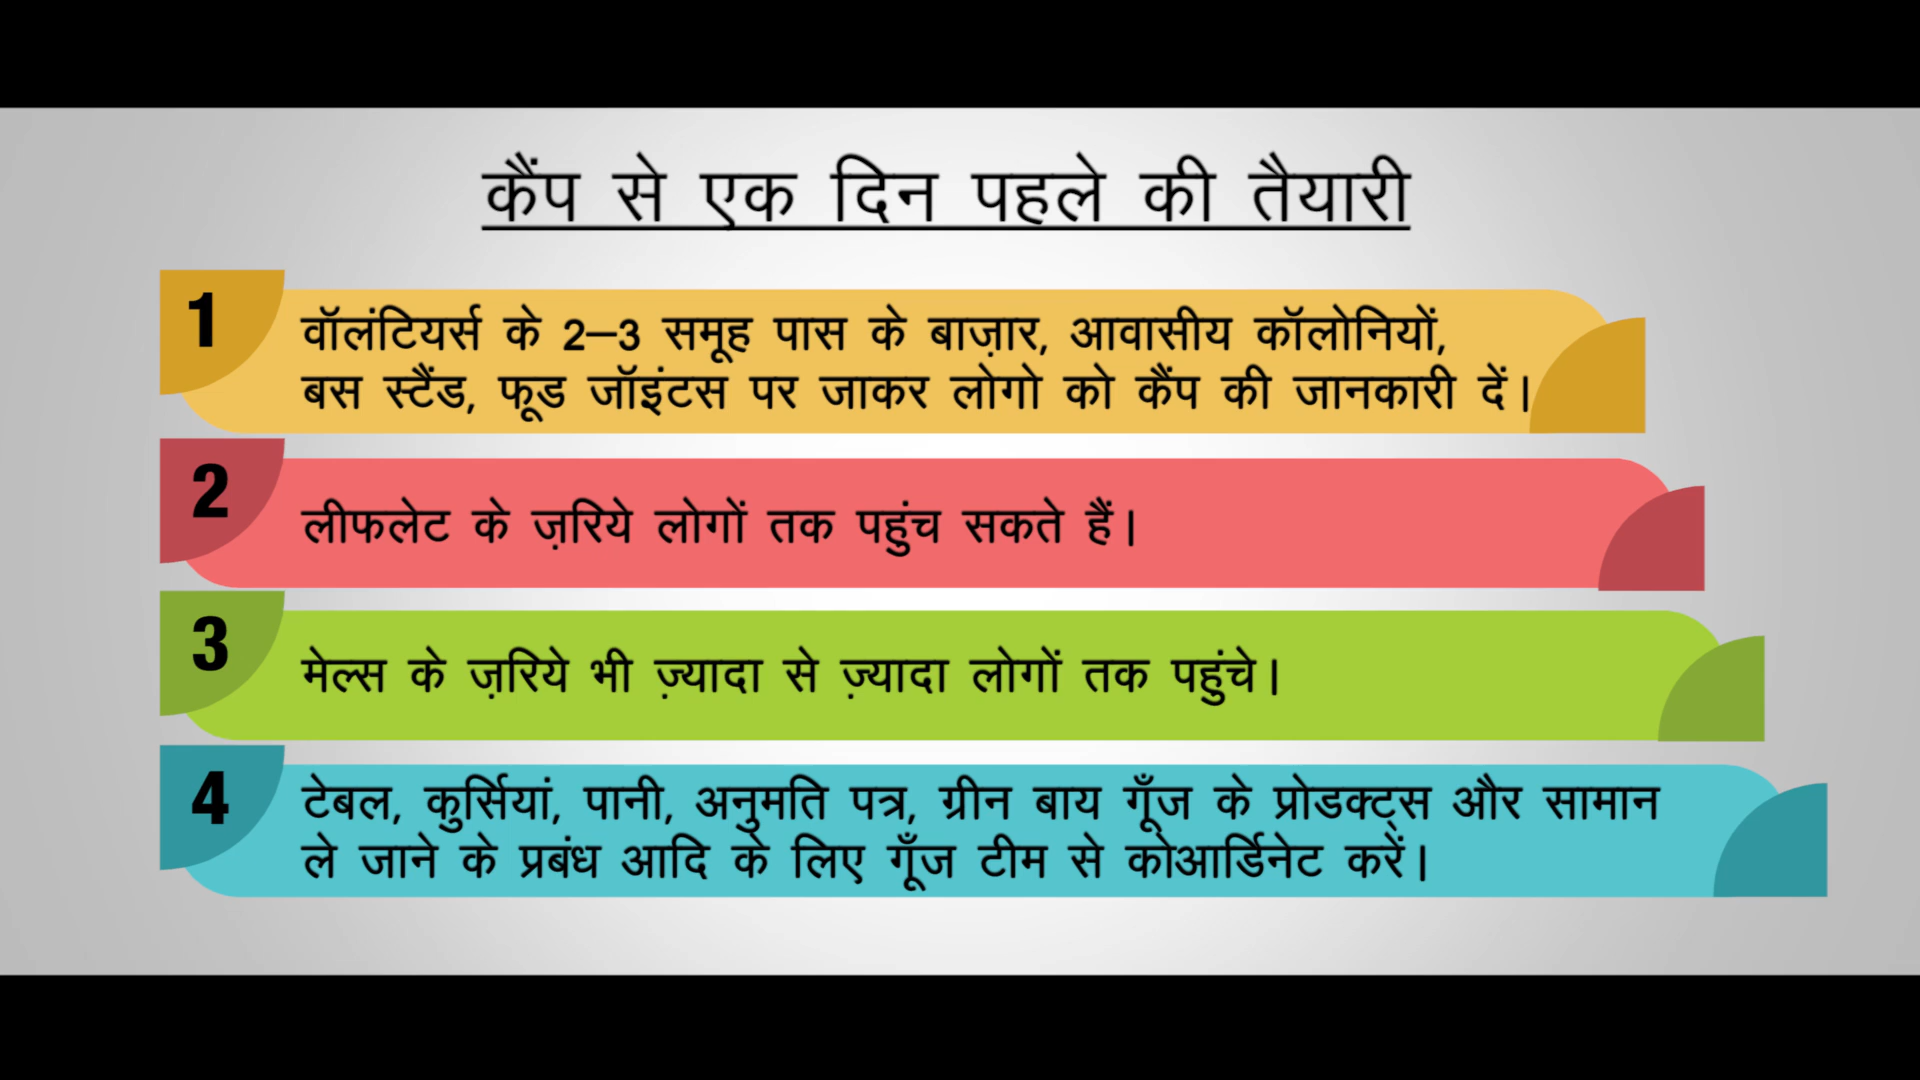 कैंप से एक दिन पहले की तैयारी
1
वॉलंटियर्स के 2–3 समूह पास के बाज़ार, आवासीय कॉलोनियों,
बस स्टैंड, फूड जॉइंटस पर जाकर लोगो को कैंप की जानकारी दें।
2
लीफलेट के ज़रिये लोगों तक पहुंच सकते हैं।
3
मेल्स के ज़रिये भी ज़्यादा से ज़्यादा लोगों तक पहुंचे।
4
टेबल, कुर्सियां, पानी, अनुमति पत्र, ग्रीन बाय गूँज के प्रोडक्ट्स और सामान
ले जाने के प्रबंध आदि के लिए गूँज टीम से कोआर्डिनेट करें।